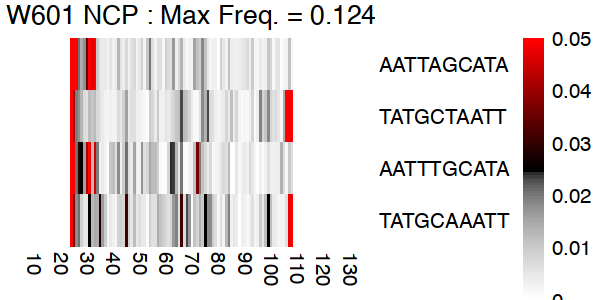 W601 NCP : Max Freq. = 0.124
AATTAGCATA
TATGCTAATT
AATTTGCATA
TATGCAAATT
0.05
0.04
0.03
0.02
0.01
10 20 30 40 50 60 70 80 90 100 110 120 130